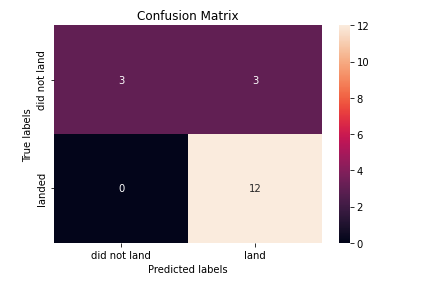 Confusion Matrix
True labels
did not land
landed
3
3
0
12
did not land
land
Predicted labels
12
10
8
6
4
2
0